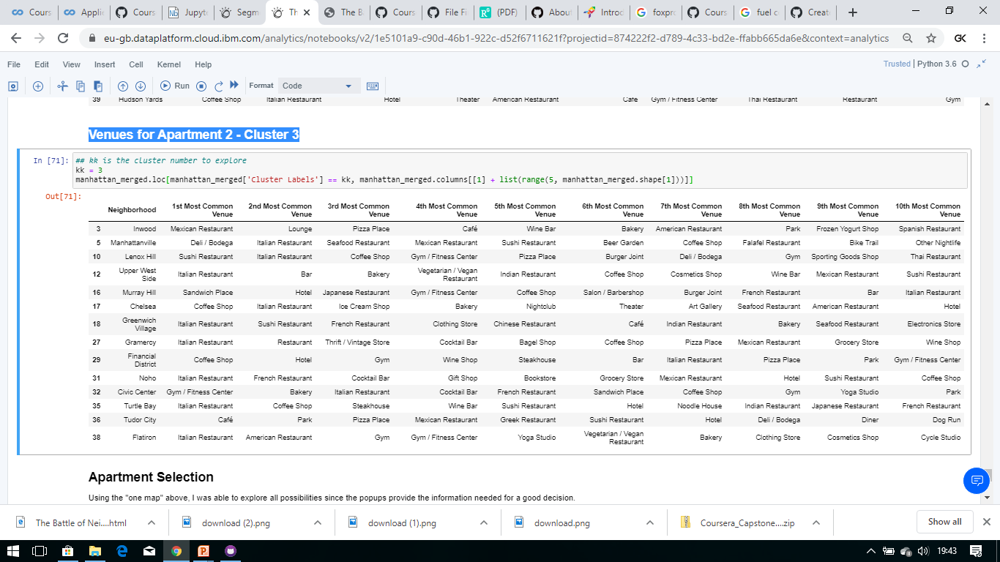 Cours Applie Cours Jupyte Segm Th The B Cours File Fi (PDF) About Introd foxpro Cours fuel co Create
eu-gb.dataplatform.cloud.ibm.com/analytics/notebooks/v2/1e5101a9-c90d-46b1-922c-d52f6711621f?projectid=874222f2-d789-4c33-bd2e-ffabb665da6e&context=analytics GK
File Edit View Insert Cell Kernel Help Trusted | Python 3.6
Run Format Code
39 Hudson Yards Coffee Shop Italian Restaurant Hotel Theater American Restaurant Café Gym / Fitness Center Thai Restaurant Restaurant Gym
Venues for Apartment 2 - Cluster 3
In [71]: ## kk is the cluster number to explore
kk = 3
manhattan_merged.loc[manhattan_merged['Cluster Labels'] == kk, manhattan_merged.columns[[1] + list(range(5, manhattan_merged.shape[1]))]]
Out[71]:
Neighborhood 1st Most Common Venue 2nd Most Common Venue 3rd Most Common Venue 4th Most Common Venue 5th Most Common Venue 6th Most Common Venue 7th Most Common Venue 8th Most Common Venue 9th Most Common Venue 10th Most Common Venue
3 Inwood Mexican Restaurant Lounge Pizza Place Café Wine Bar Bakery American Restaurant Park Frozen Yogurt Shop Spanish Restaurant
5 Manhattanville Deli / Bodega Italian Restaurant Seafood Restaurant Mexican Restaurant Sushi Restaurant Beer Garden Coffee Shop Falafel Restaurant Bike Trail Other Nightlife
10 Lenox Hill Sushi Restaurant Italian Restaurant Coffee Shop Gym / Fitness Center Pizza Place Burger Joint Deli / Bodega Gym Sporting Goods Shop Thai Restaurant
12 Upper West Side Italian Restaurant Bar Bakery Vegetarian / Vegan Restaurant Indian Restaurant Coffee Shop Cosmetics Shop Wine Bar Mexican Restaurant Sushi Restaurant
16 Murray Hill Sandwich Place Hotel Japanese Restaurant Gym / Fitness Center Coffee Shop Salon / Barbershop Burger Joint French Restaurant Bar Italian Restaurant
17 Chelsea Coffee Shop Italian Restaurant Ice Cream Shop Bakery Nightclub Theater Art Gallery Seafood Restaurant American Restaurant Hotel
18 Greenwich Village Italian Restaurant Sushi Restaurant French Restaurant Clothing Store Chinese Restaurant Café Indian Restaurant Bakery Seafood Restaurant Electronics Store
27 Gramercy Italian Restaurant Restaurant Thrift / Vintage Store Cocktail Bar Bagel Shop Coffee Shop Pizza Place Mexican Restaurant Grocery Store Wine Shop
29 Financial District Coffee Shop Hotel Gym Wine Shop Steakhouse Bar Italian Restaurant Pizza Place Park Gym / Fitness Center
31 Noho Italian Restaurant French Restaurant Cocktail Bar Gift Shop Bookstore Grocery Store Mexican Restaurant Hotel Sushi Restaurant Coffee Shop
32 Civic Center Gym / Fitness Center Bakery Italian Restaurant Cocktail Bar French Restaurant Sandwich Place Coffee Shop Gym Yoga Studio Park
35 Turtle Bay Italian Restaurant Coffee Shop Steakhouse Wine Bar Sushi Restaurant Hotel Noodle House Indian Restaurant Japanese Restaurant French Restaurant
36 Tudor City Café Park Pizza Place Mexican Restaurant Greek Restaurant Sushi Restaurant Hotel Deli / Bodega Diner Dog Run
38 Flatiron Italian Restaurant American Restaurant Gym Gym / Fitness Center Yoga Studio Vegetarian / Vegan Restaurant Bakery Clothing Store Cosmetics Shop Cycle Studio
Apartment Selection
Using the "one map" above, I was able to explore all possibilities since the popups provide the information needed for a good decision.
The Battle of Nei....html download (2).png download (1).png download.png Coursera_Capstone....zip Show all
19:43